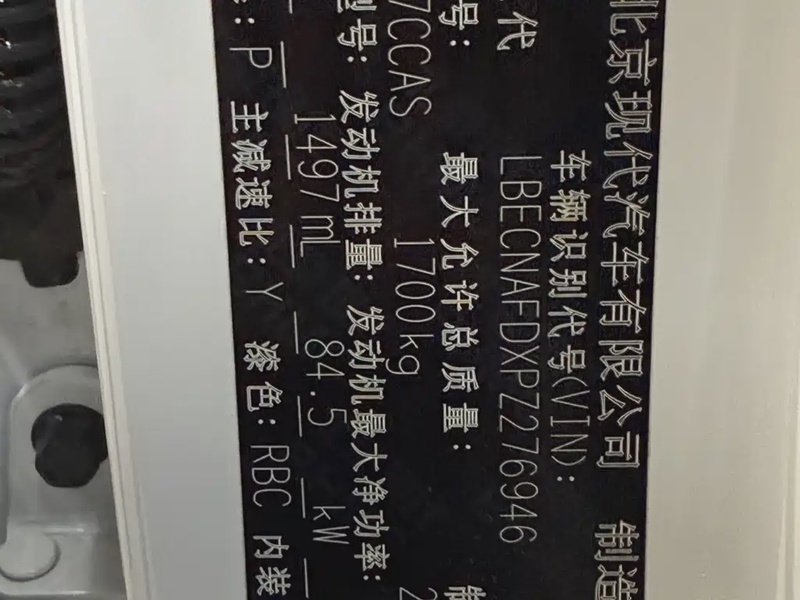 北京现代汽车有限公司 制造
车辆识别代号(VIN):
代 LBECNAFDXPZ276946
号: 最大允许总质量:
7CCAS 1700kg 2
型号: 发动机排量: 发动机最大净功率:
1497mL 84.5 kW
: P 主减速比: Y 漆色: RBC 内装